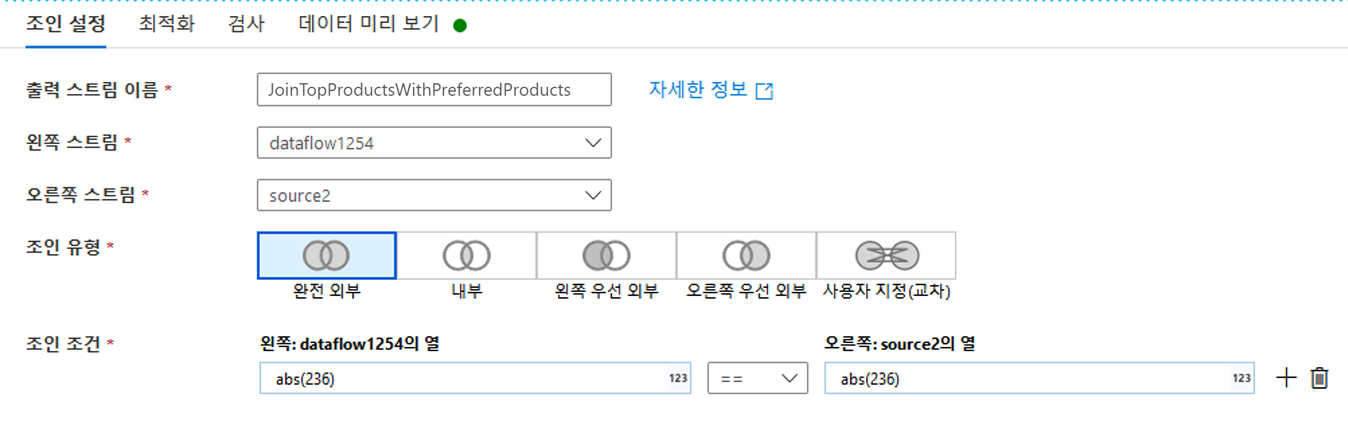 조인 설정 최적화 검사 데이터 미리 보기
출력 스트림 이름 * JoinTopProductsWithPreferredProducts 자세한 정보
왼쪽 스트림 * dataflow1254
오른쪽 스트림 * source2
조인 유형 *
완전 외부 내부 왼쪽 우선 외부 오른쪽 우선 외부 사용자 지정(교차)
조인 조건 * 왼쪽: dataflow1254의 열 오른쪽: source2의 열
abs(236) 123 == abs(236) 123